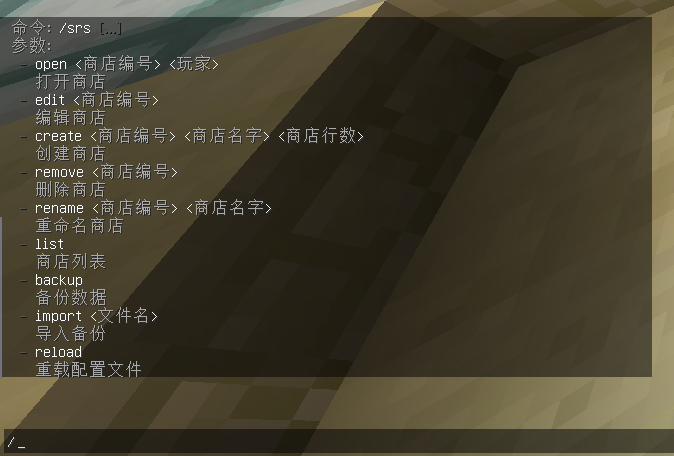 命令: /srs [...]
参数:
- open <商店编号> <玩家>
打开商店
- edit <商店编号>
编辑商店
- create <商店编号> <商店名字> <商店行数>
创建商店
- remove <商店编号>
删除商店
- rename <商店编号> <商店名字>
重命名商店
- list
商店列表
- backup
备份数据
- import <文件名>
导入备份
- reload
重载配置文件
/_